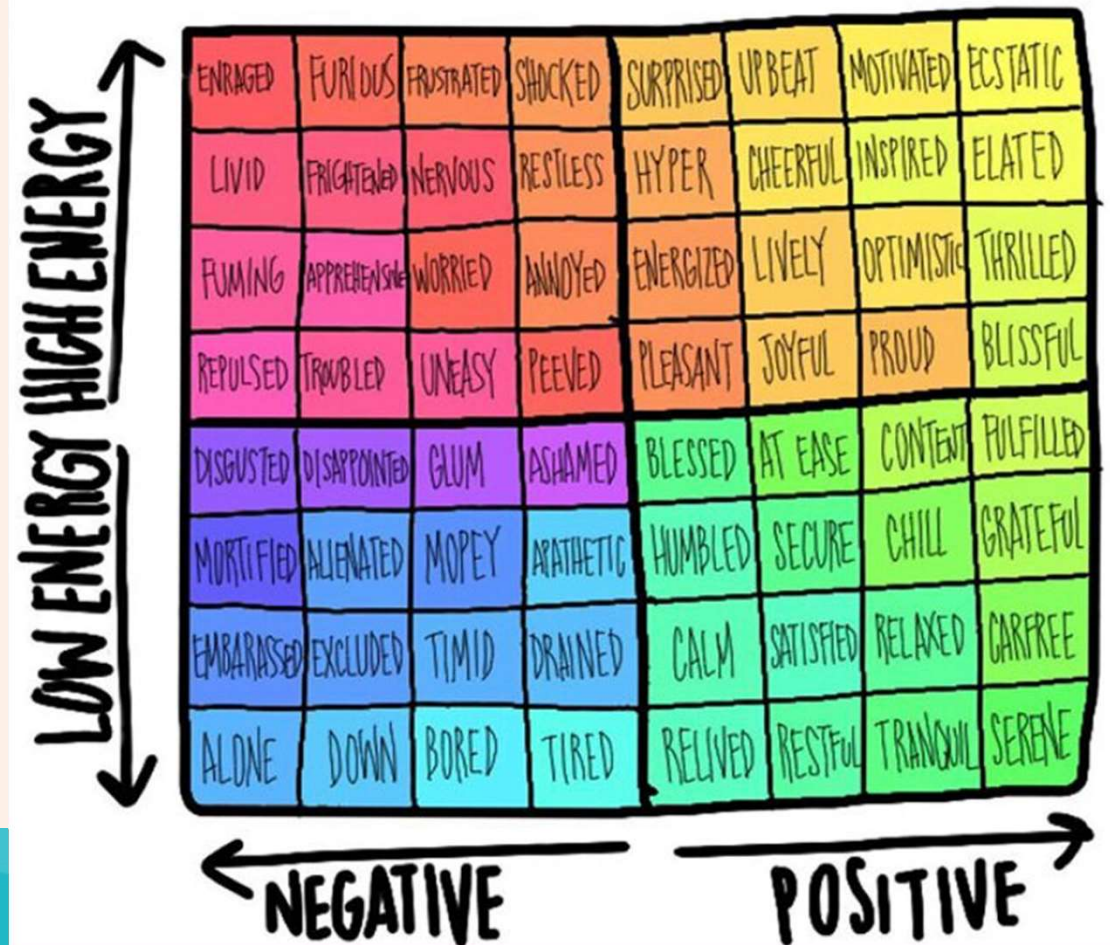 HIGH ENERGY
LOW ENERGY
ENRAGED FURIOUS FRUSTRATED SHOCKED SURPRISED UPBEAT MOTIVATED ECSTATIC
LIVID FRIGHTENED NERVOUS RESTLESS HYPER CHEERFUL INSPIRED ELATED
FUMING APPREHENSIVE WORRIED ANNOYED ENERGIZED LIVELY OPTIMISTIC THRILLED
REPULSED TROUBLED UNEASY PEEVED PLEASANT JOYFUL PROUD BLISSFUL
DISGUSTED DISAPPOINTED GLUM ASHAMED BLESSED AT EASE CONTENT FULFILLED
MORTIFIED ALIENATED MOPEY APATHETIC HUMBLED SECURE CHILL GRATEFUL
EMBARASSED EXCLUDED TIMID DRAINED CALM SATISFIED RELAXED CARFREE
ALONE DOWN BORED TIRED RELIVED RESTFUL TRANQUIL SERENE
NEGATIVE POSITIVE